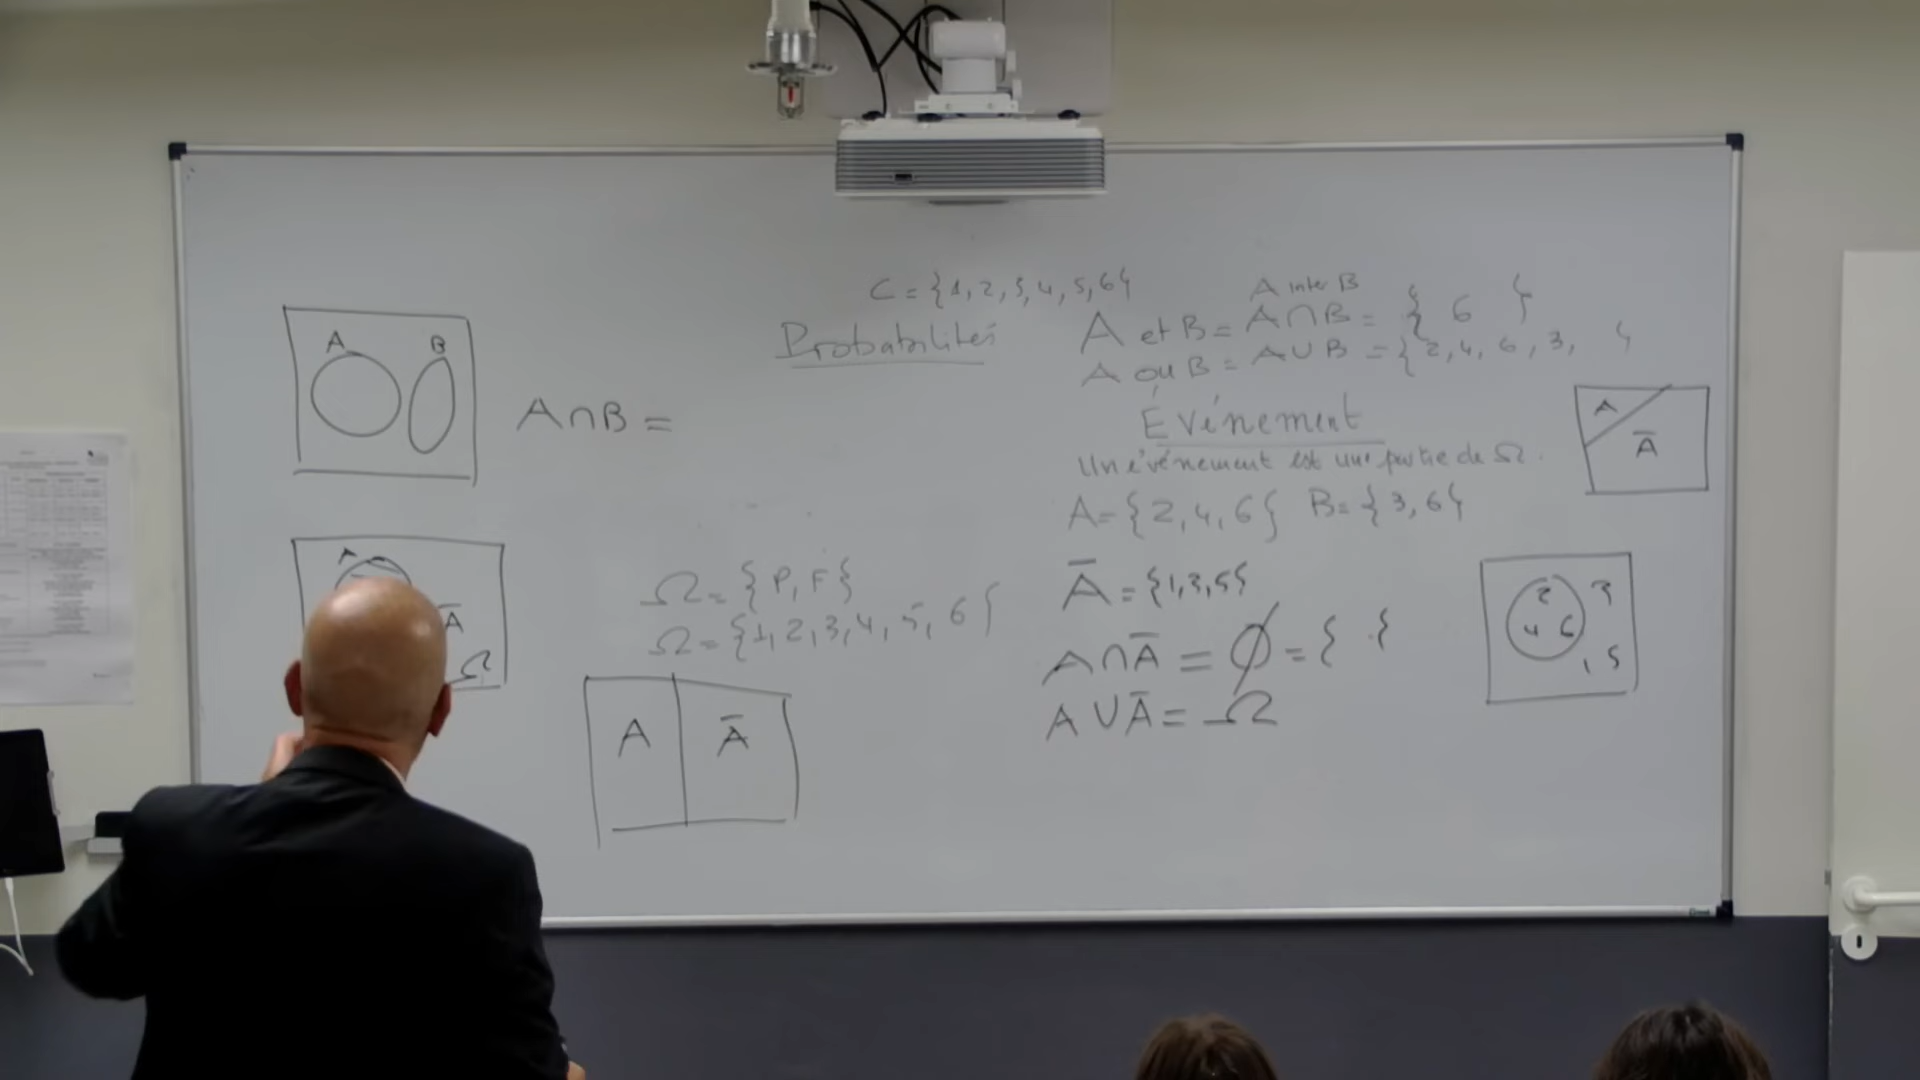 C = {1, 2, 3, 4, 5, 6}
Probabilités
A inter B
A et B = A ∩ B = { 6 }
A ou B = A ∪ B = {2, 4, 6, 3, }
Événement
Un événement est une partie de Ω.
A = {2, 4, 6} B = {3, 6}
Ā = {1, 3, 5}
A ∩ Ā = Ø = { }
A ∪ Ā = Ω
A B
A ∩ B =
A
Ā
Ω
Ω = {P, F}
Ω = {1, 2, 3, 4, 5, 6}
A Ā
A
Ā
2 3
4 6
1 5